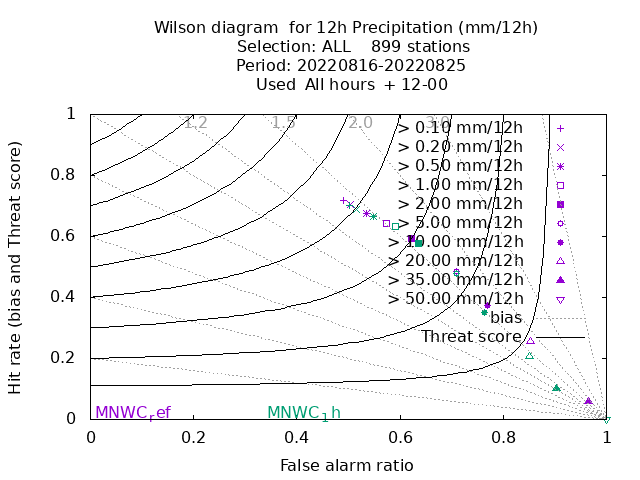 Wilson diagram  for 12h Precipitation (mm/12h)
Selection: ALL    899 stations
Period: 20220816-20220825
Used  All hours  + 12-00
Hit rate (bias and Threat score)
1
0.8
0.6
0.4
0.2
0
1.2
1.5
2.0
3.0
> 0.10 mm/12h
> 0.20 mm/12h
> 0.50 mm/12h
> 1.00 mm/12h
> 2.00 mm/12h
> 5.00 mm/12h
> 10.00 mm/12h
> 20.00 mm/12h
> 35.00 mm/12h
> 50.00 mm/12h
bias
Threat score
MNWC_ref MNWC_1h
0 0.2 0.4 0.6 0.8 1
False alarm ratio